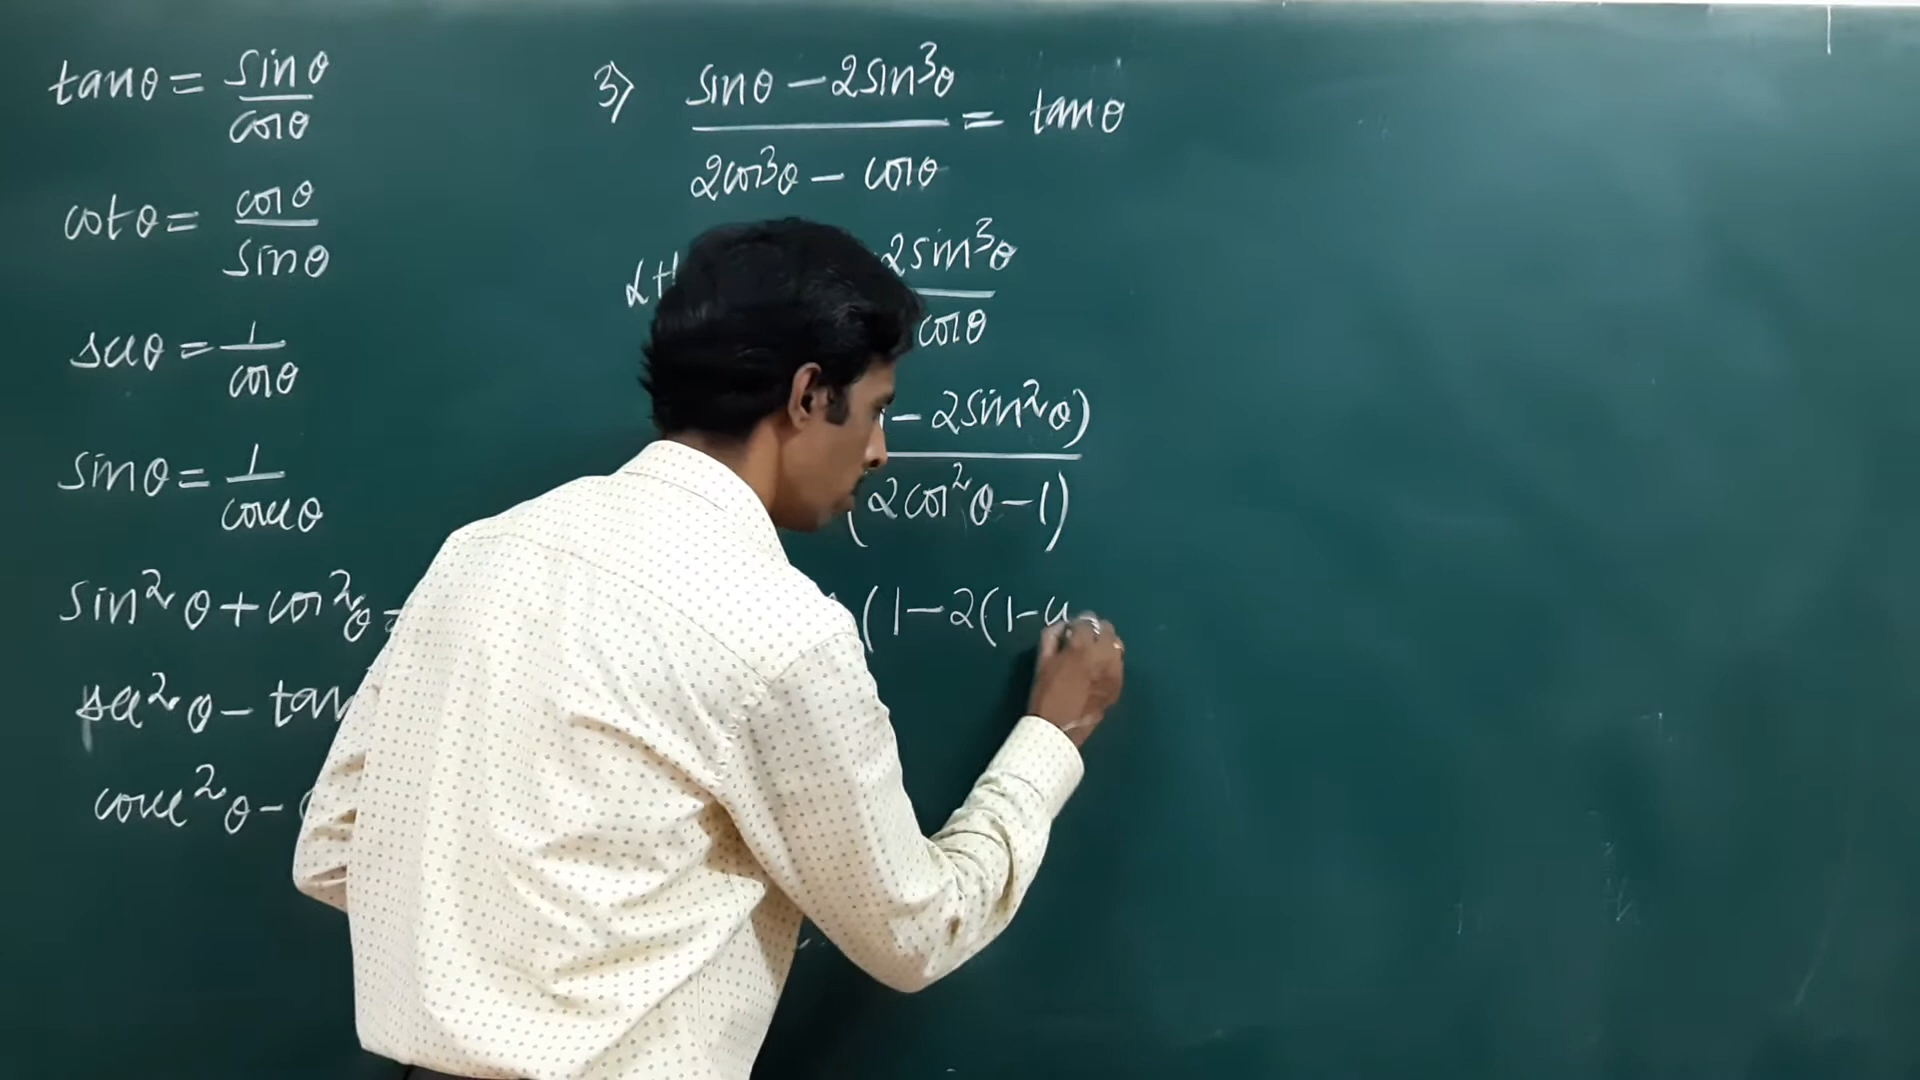 tanθ = sinθ / cosθ
cotθ = cosθ / sinθ
secθ = 1 / cosθ
sinθ = 1 / cosecθ
sin²θ + cos²θ =
sec²θ − tan
cosec²θ −
3) sinθ − 2sin³θ / 2cos³θ − cosθ = tanθ
2sin³θ
cosθ
− 2sin²θ)
(2cos²θ − 1)
(1 − 2(1 −